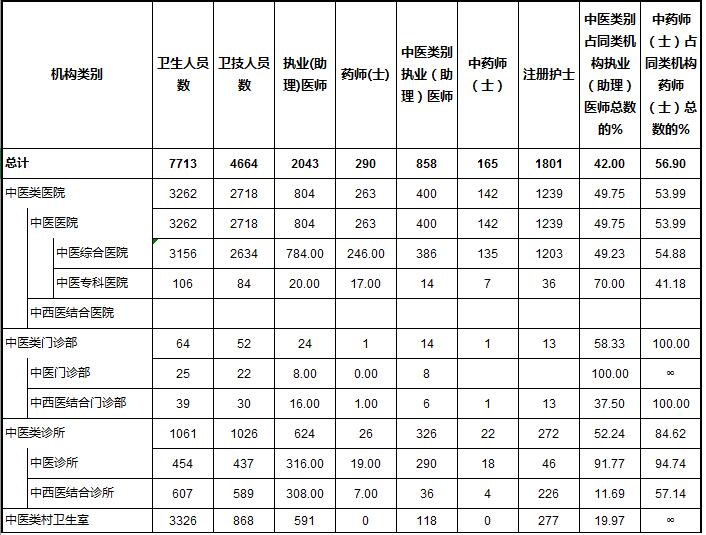 机构类别 卫生人员数 卫技人员数 执业(助理)医师 药师(士) 中医类别执业（助理）医师 中药师（士） 注册护士 中医类别占同类机构执业（助理）医师总数的% 中药师（士）占同类机构药师（士）总数的%
总计 7713 4664 2043 290 858 165 1801 42.00 56.90
中医类医院 3262 2718 804 263 400 142 1239 49.75 53.99
中医医院 3262 2718 804 263 400 142 1239 49.75 53.99
中医综合医院 3156 2634 784.00 246.00 386 135 1203 49.23 54.88
中医专科医院 106 84 20.00 17.00 14 7 36 70.00 41.18
中西医结合医院
中医类门诊部 64 52 24 1 14 1 13 58.33 100.00
中医门诊部 25 22 8.00 0.00 8 100.00 ∞
中西医结合门诊部 39 30 16.00 1.00 6 1 13 37.50 100.00
中医类诊所 1061 1026 624 26 326 22 272 52.24 84.62
中医诊所 454 437 316.00 19.00 290 18 46 91.77 94.74
中西医结合诊所 607 589 308.00 7.00 36 4 226 11.69 57.14
中医类村卫生室 3326 868 591 0 118 0 277 19.97 ∞